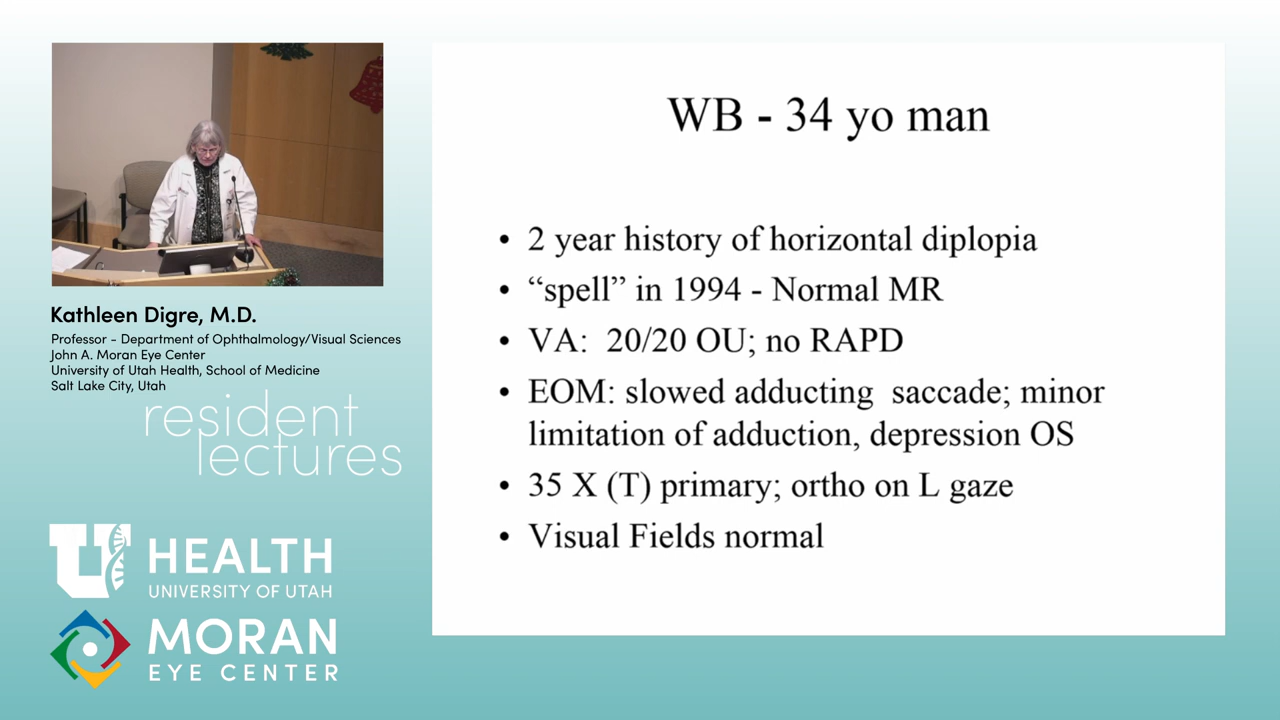 Kathleen Digre, M.D.
Professor - Department of Ophthalmology/Visual Sciences
John A. Moran Eye Center
University of Utah Health, School of Medicine
Salt Lake City, Utah
resident
lectures
U HEALTH
UNIVERSITY OF UTAH
MORAN
EYE CENTER
WB - 34 yo man
• 2 year history of horizontal diplopia
• “spell” in 1994 - Normal MR
• VA: 20/20 OU; no RAPD
• EOM: slowed adducting saccade; minor
limitation of adduction, depression OS
• 35 X (T) primary; ortho on L gaze
• Visual Fields normal